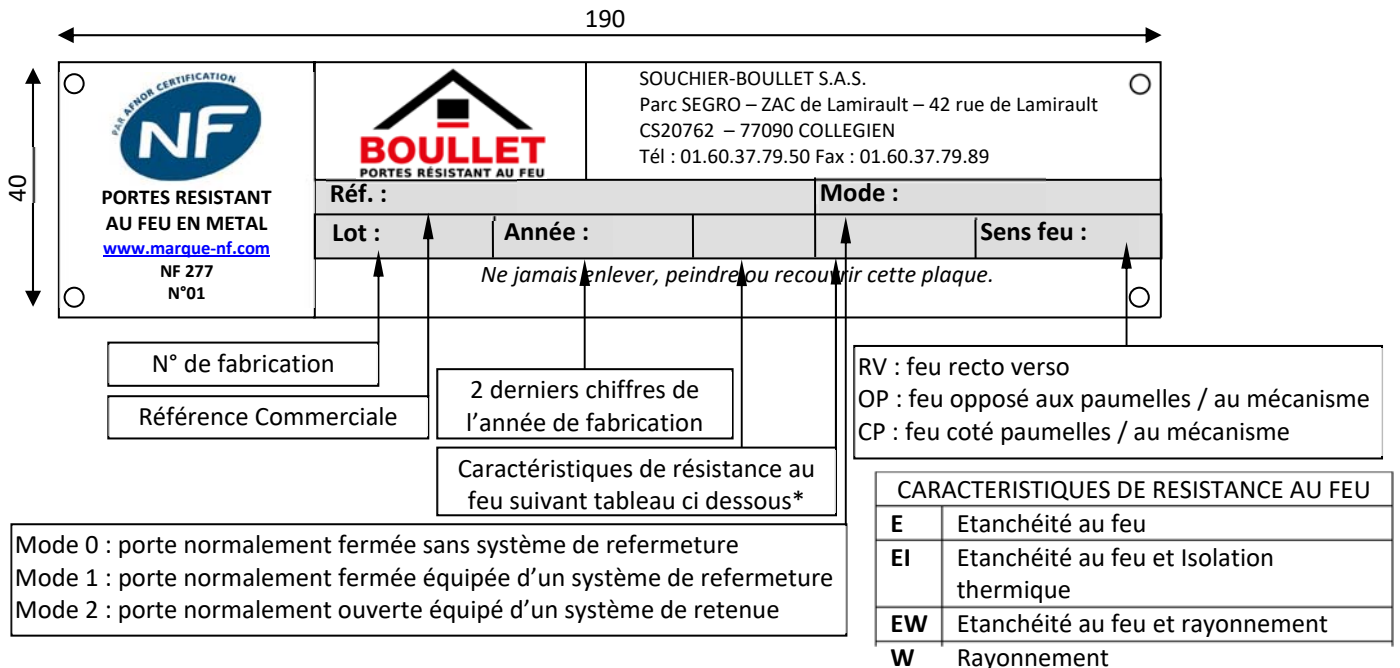 190
40
PAR AFNOR CERTIFICATION
NF
PORTES RESISTANT
AU FEU EN METAL
www.marque-nf.com
NF 277
N°01
BOULLET
PORTES RÉSISTANT AU FEU
SOUCHIER-BOULLET S.A.S.
Parc SEGRO – ZAC de Lamirault – 42 rue de Lamirault
CS20762 – 77090 COLLEGIEN
Tél : 01.60.37.79.50 Fax : 01.60.37.79.89
Réf. : Mode :
Lot : Année : Sens feu :
Ne jamais enlever, peindre ou recouvrir cette plaque.
N° de fabrication
Référence Commerciale
2 derniers chiffres de
l’année de fabrication
Caractéristiques de résistance au
feu suivant tableau ci dessous*
RV : feu recto verso
OP : feu opposé aux paumelles / au mécanisme
CP : feu coté paumelles / au mécanisme
Mode 0 : porte normalement fermée sans système de refermeture
Mode 1 : porte normalement fermée équipée d’un système de refermeture
Mode 2 : porte normalement ouverte équipé d’un système de retenue
CARACTERISTIQUES DE RESISTANCE AU FEU
E Etanchéité au feu
EI Etanchéité au feu et Isolation
thermique
EW Etanchéité au feu et rayonnement
W Rayonnement